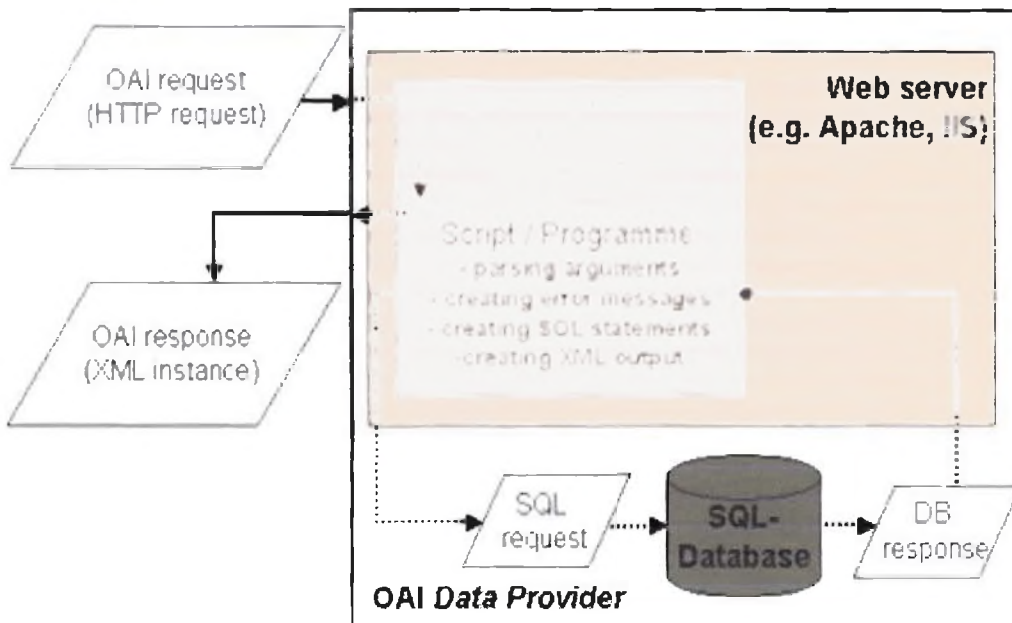 OAI request
(HTTP request)
Web server
(e.g. Apache, IIS)
Script / Programme
- parsing arguments
- creating error messages
- creating SQL statements
- creating XML output
OAI response
(XML instance)
SQL
request
SQL-
Database
DB
response
OAI Data Provider